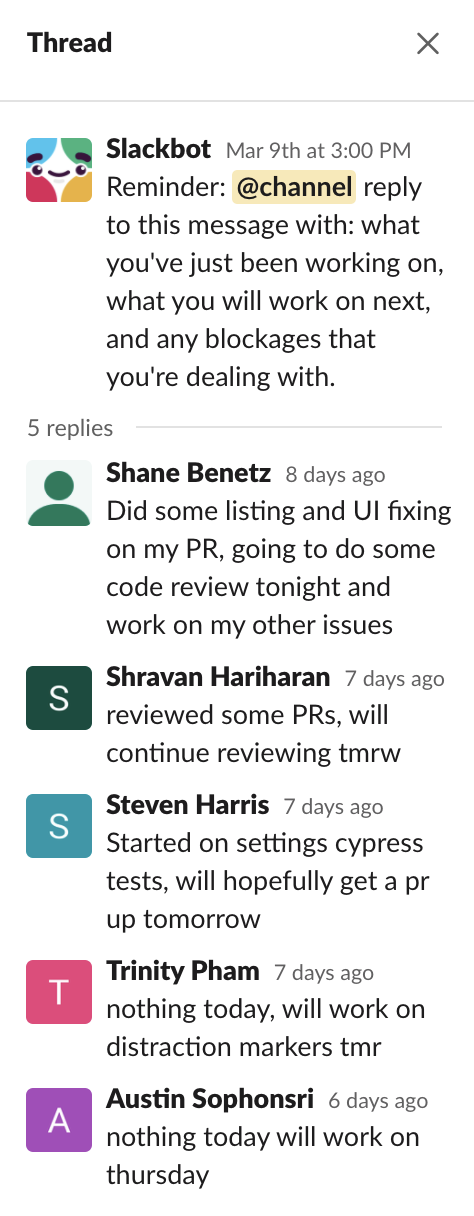 Thread
Slackbot Mar 9th at 3:00 PM
Reminder: @channel reply
to this message with: what
you've just been working on,
what you will work on next,
and any blockages that
you're dealing with.
5 replies
Shane Benetz 8 days ago
Did some listing and UI fixing
on my PR, going to do some
code review tonight and
work on my other issues
S
Shravan Hariharan 7 days ago
reviewed some PRs, will
continue reviewing tmrw
S
Steven Harris 7 days ago
Started on settings cypress
tests, will hopefully get a pr
up tomorrow
T
Trinity Pham 7 days ago
nothing today, will work on
distraction markers tmr
A
Austin Sophonsri 6 days ago
nothing today will work on
thursday